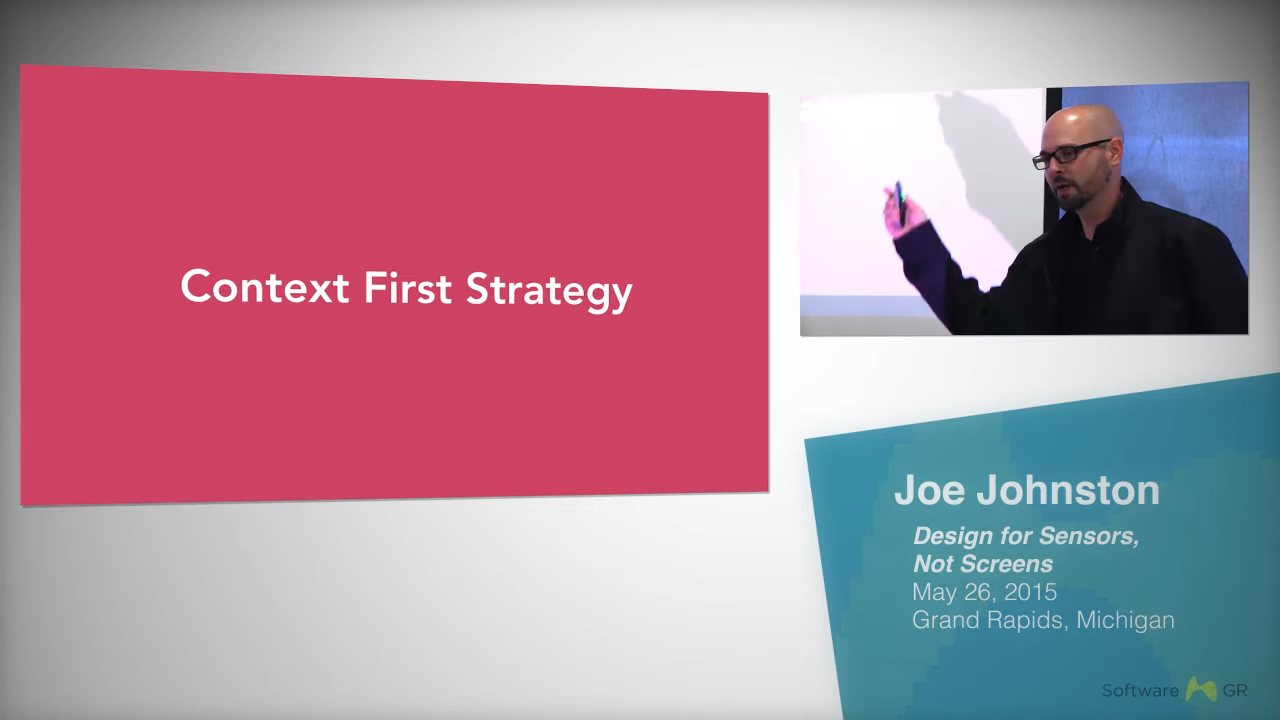 Context First Strategy
Joe Johnston
Design for Sensors,
Not Screens
May 26, 2015
Grand Rapids, Michigan
Software GR